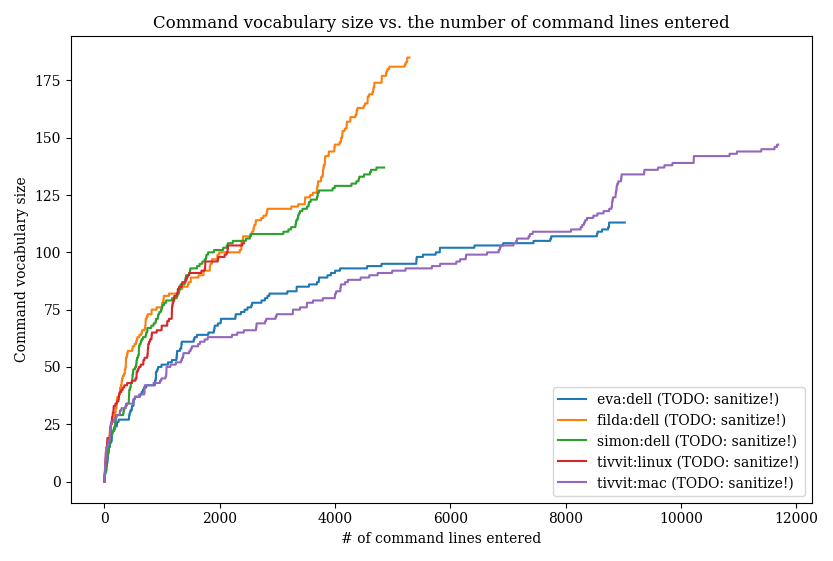 Command vocabulary size vs. the number of command lines entered
Command vocabulary size
175
150
125
100
75
50
25
0
0
2000
4000
6000
8000
10000
12000
# of command lines entered
eva:dell (TODO: sanitize!)
filda:dell (TODO: sanitize!)
simon:dell (TODO: sanitize!)
tivvit:linux (TODO: sanitize!)
tivvit:mac (TODO: sanitize!)